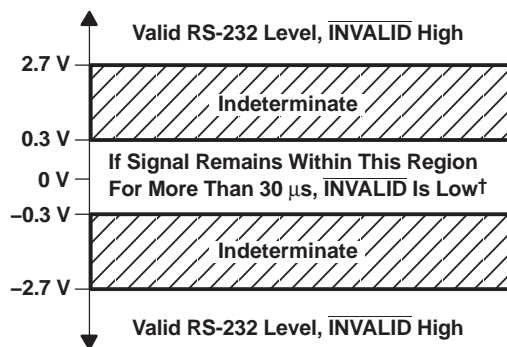 Valid RS-232 Level, INVALID High
2.7 V
Indeterminate
0.3 V
If Signal Remains Within This Region
0 V
For More Than 30 μs, INVALID Is Low†
−0.3 V
Indeterminate
−2.7 V
Valid RS-232 Level, INVALID High